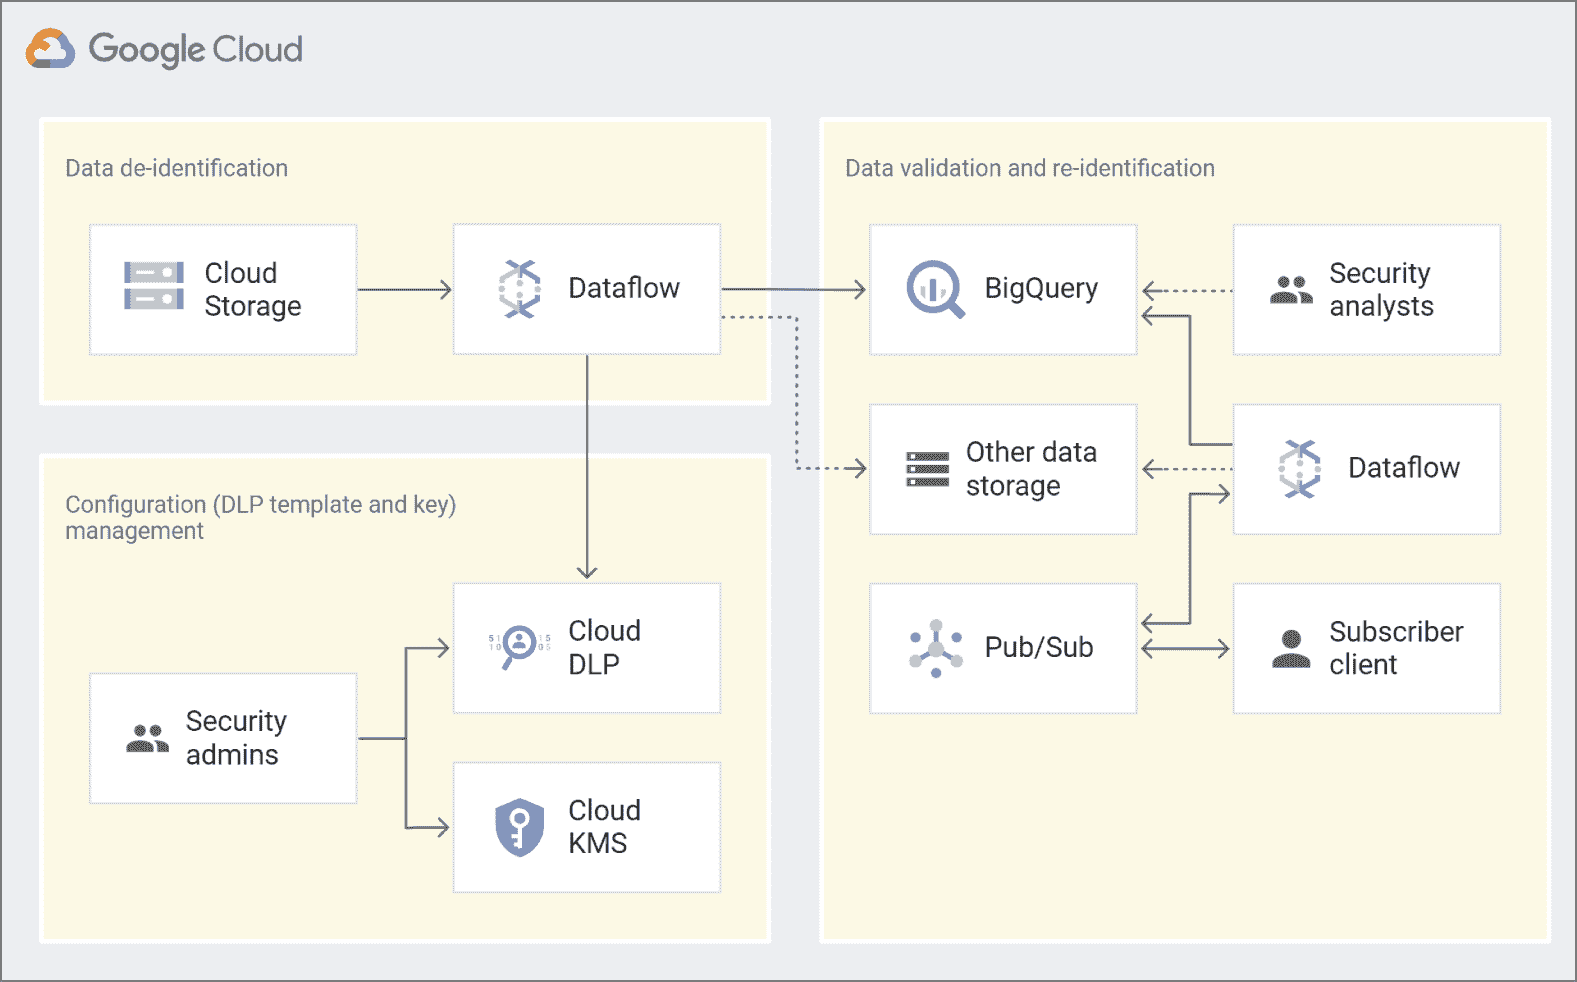 Google Cloud
Data de-identification
Cloud
Storage
Dataflow
Configuration (DLP template and key)
management
Security
admins
Cloud
DLP
Cloud
KMS
Data validation and re-identification
BigQuery
Security
analysts
Other data
storage
Dataflow
Pub/Sub
Subscriber
client